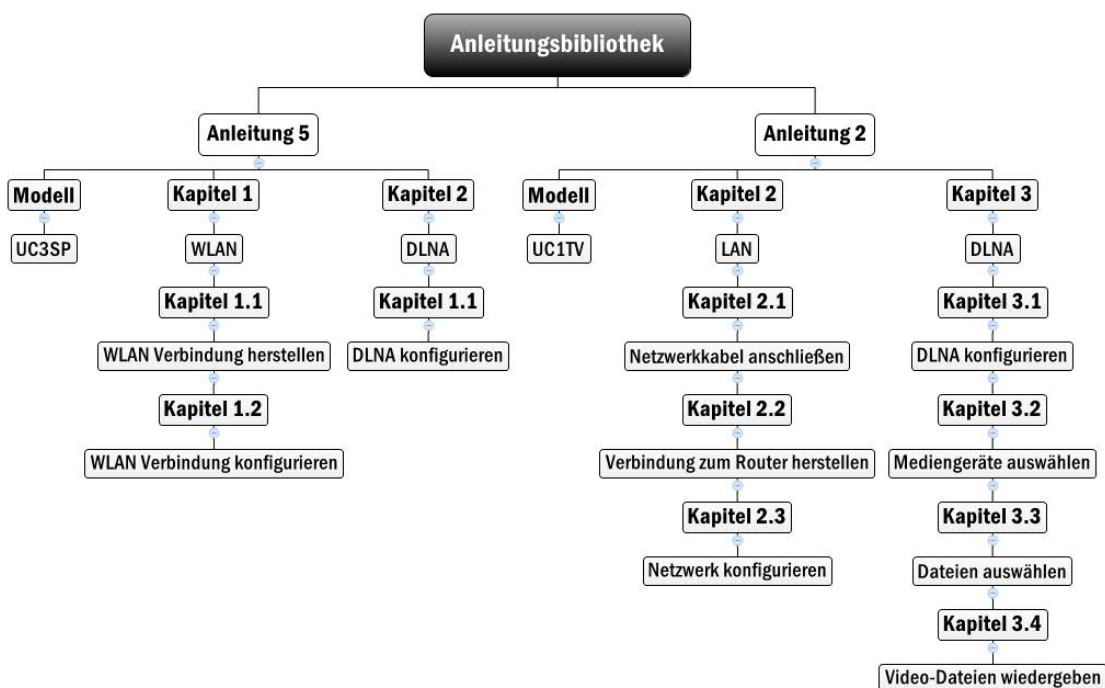 Anleitungsbibliothek
Anleitung 5
Anleitung 2
Modell
Kapitel 1
Kapitel 2
Modell
Kapitel 2
Kapitel 3
UC3SP
WLAN
DLNA
UC1TV
LAN
DLNA
Kapitel 1.1
Kapitel 1.1
Kapitel 2.1
Kapitel 3.1
WLAN Verbindung herstellen
DLNA konfigurieren
Netzwerkkabel anschließen
DLNA konfigurieren
Kapitel 1.2
Kapitel 2.2
Kapitel 3.2
WLAN Verbindung konfigurieren
Verbindung zum Router herstellen
Mediengeräte auswählen
Kapitel 2.3
Kapitel 3.3
Netzwerk konfigurieren
Dateien auswählen
Kapitel 3.4
Video-Dateien wiedergeben